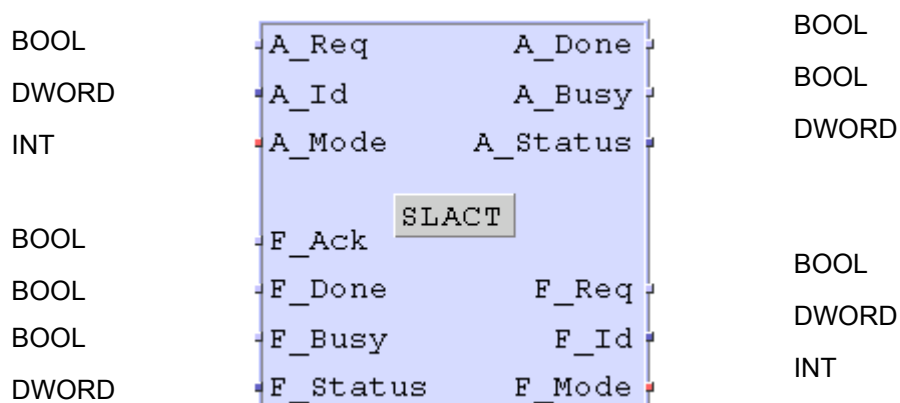 BOOL A_Req A_Done BOOL
DWORD A_Id A_Busy BOOL
INT A_Mode A_Status DWORD
SLACT
BOOL F_Ack
BOOL F_Done F_Req BOOL
BOOL F_Busy F_Id DWORD
DWORD F_Status F_Mode INT